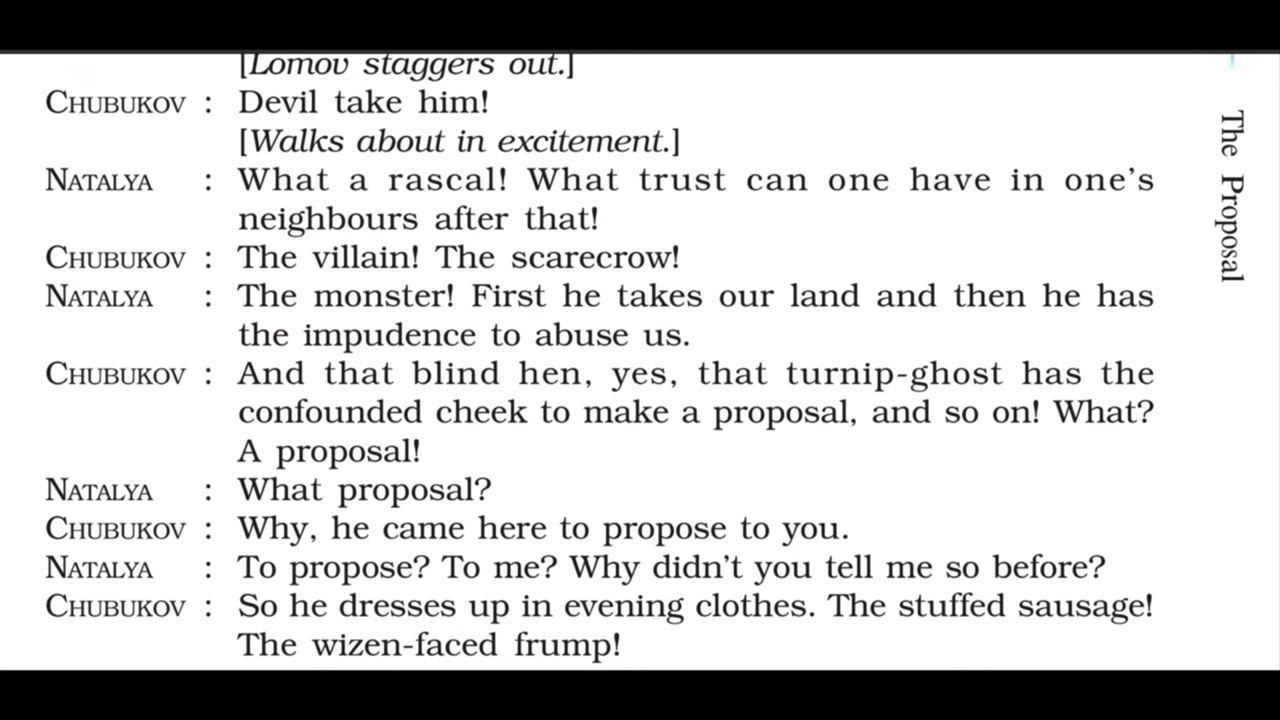 [Lomov staggers out.]
CHUBUKOV : Devil take him!
[Walks about in excitement.]
NATALYA : What a rascal! What trust can one have in one's
neighbours after that!
CHUBUKOV : The villain! The scarecrow!
NATALYA : The monster! First he takes our land and then he has
the impudence to abuse us.
CHUBUKOV : And that blind hen, yes, that turnip-ghost has the
confounded cheek to make a proposal, and so on! What?
A proposal!
NATALYA : What proposal?
CHUBUKOV : Why, he came here to propose to you.
NATALYA : To propose? To me? Why didn't you tell me so before?
CHUBUKOV : So he dresses up in evening clothes. The stuffed sausage!
The wizen-faced frump!
The Proposal